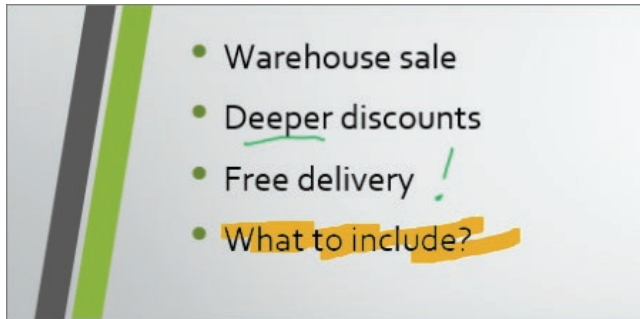 • Warehouse sale
• Deeper discounts
• Free delivery !
• What to include?